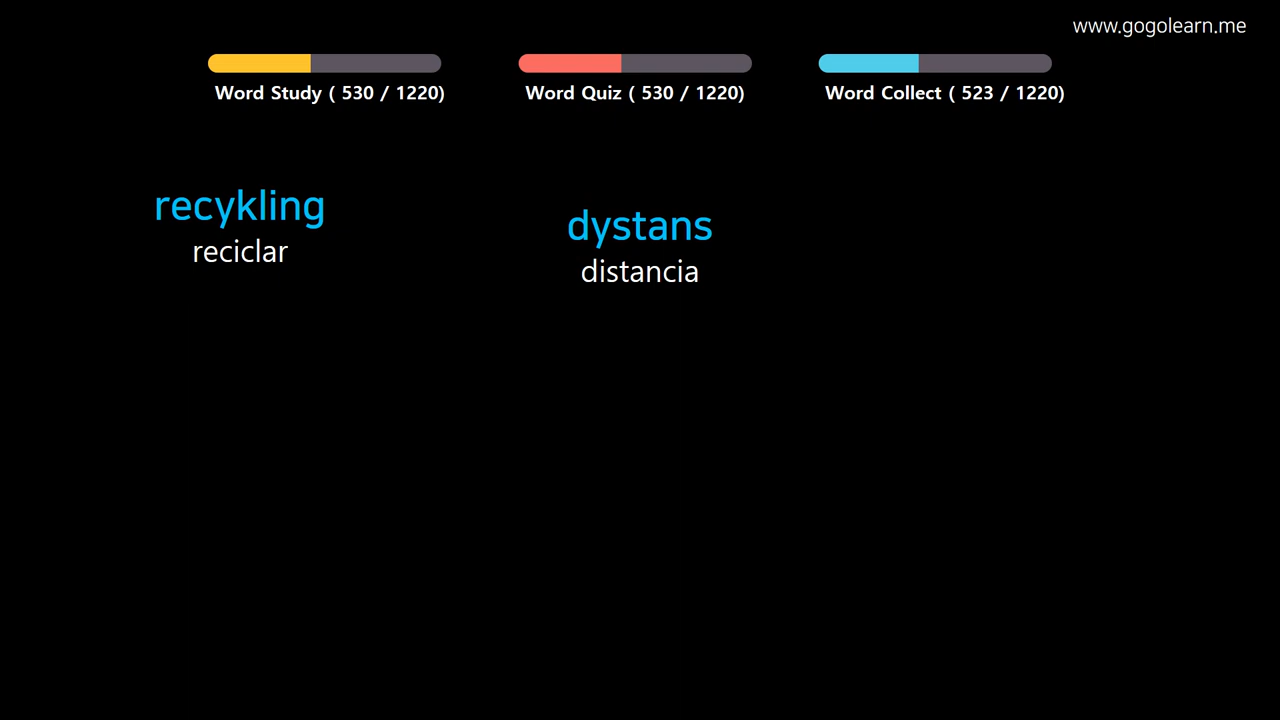 www.gogolearn.me
Word Study ( 530 / 1220)
Word Quiz ( 530 / 1220)
Word Collect ( 523 / 1220)
recykling
reciclar
dystans
distancia